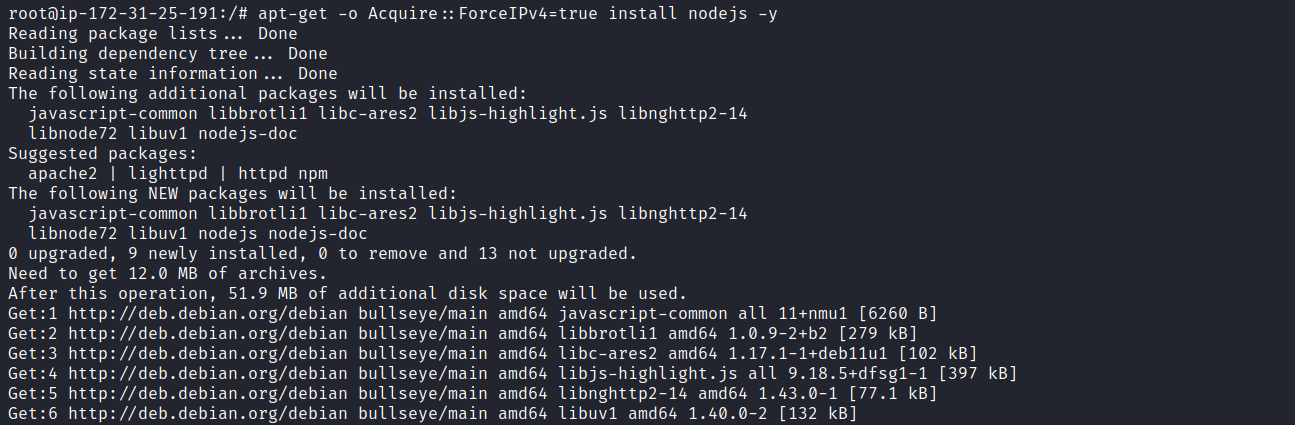 root@ip-172-31-25-191:/# apt-get -o Acquire::ForceIPv4=true install nodejs -y
Reading package lists... Done
Building dependency tree... Done
Reading state information... Done
The following additional packages will be installed:
  javascript-common libbrotli1 libc-ares2 libjs-highlight.js libnghttp2-14
  libnode72 libuv1 nodejs-doc
Suggested packages:
  apache2 | lighttpd | httpd npm
The following NEW packages will be installed:
  javascript-common libbrotli1 libc-ares2 libjs-highlight.js libnghttp2-14
  libnode72 libuv1 nodejs nodejs-doc
0 upgraded, 9 newly installed, 0 to remove and 13 not upgraded.
Need to get 12.0 MB of archives.
After this operation, 51.9 MB of additional disk space will be used.
Get:1 http://deb.debian.org/debian bullseye/main amd64 javascript-common all 11+nmu1 [6260 B]
Get:2 http://deb.debian.org/debian bullseye/main amd64 libbrotli1 amd64 1.0.9-2+b2 [279 kB]
Get:3 http://deb.debian.org/debian bullseye/main amd64 libc-ares2 amd64 1.17.1-1+deb11u1 [102 kB]
Get:4 http://deb.debian.org/debian bullseye/main amd64 libjs-highlight.js all 9.18.5+dfsg1-1 [397 kB]
Get:5 http://deb.debian.org/debian bullseye/main amd64 libnghttp2-14 amd64 1.43.0-1 [77.1 kB]
Get:6 http://deb.debian.org/debian bullseye/main amd64 libuv1 amd64 1.40.0-2 [132 kB]